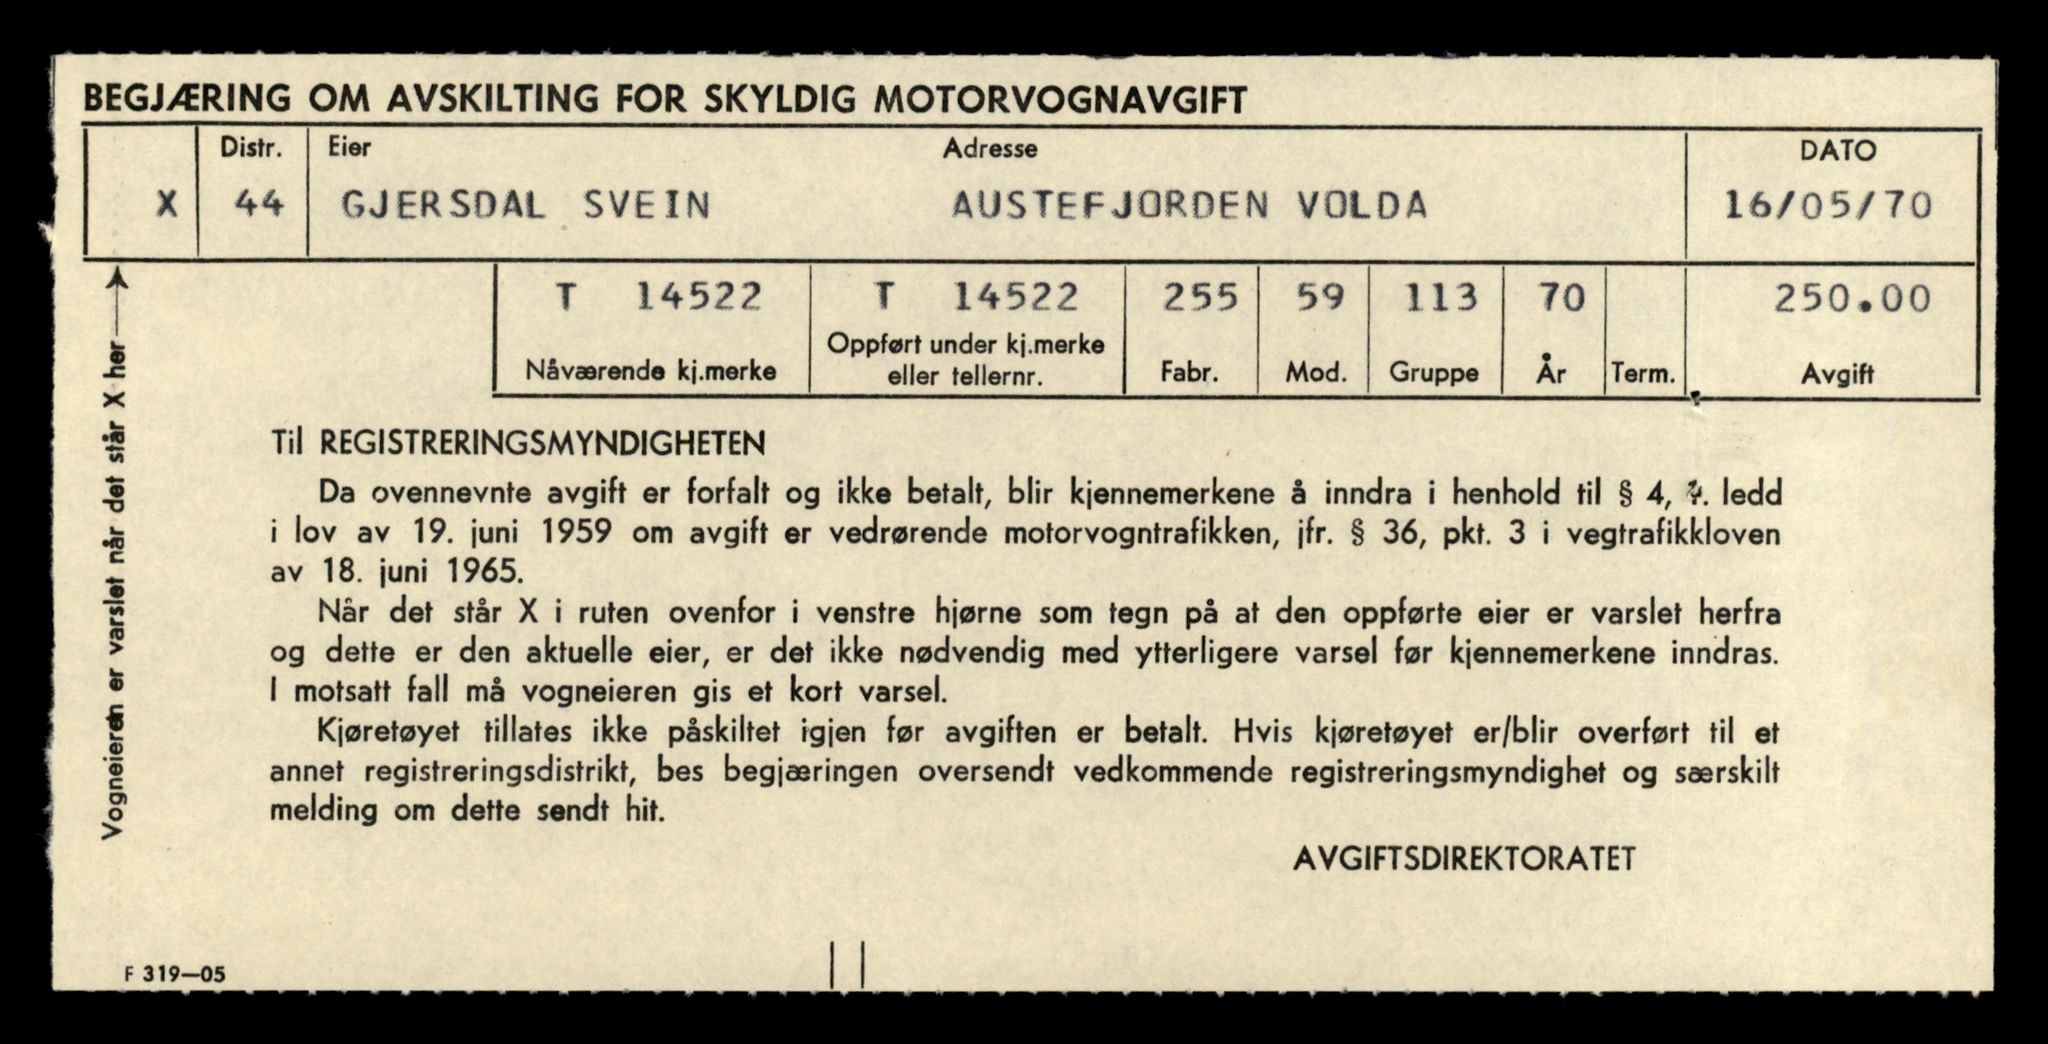 BEGJÆRING OM AVSKILTING FOR SKYLDIG MOTORVOGNAVGIFT
Distr. Eier Adresse DATO
X 44 GJERSDAL SVEIN AUSTEFJORDEN VOLDA 16/05/70
T 14522 T 14522 255 59 113 70 250.00
Oppført under kj.merke
Nåværende kj.merke eller tellernr. Fabr. Mod. Gruppe År Term. Avgift
Vogneieren er varslet når det står X her
Til REGISTRERINGSMYNDIGHETEN
Da ovennevnte avgift er forfalt og ikke betalt, blir kjennemerkene å inndra i henhold til § 4, ledd
i lov av 19. juni 1959 om avgift er vedrørende motorvogntrafikken, jfr. § 36, pkt. 3 i vegtrafikkloven
av 18. juni 1965.
Når det står X i ruten ovenfor i venstre hjørne som tegn på at den oppførte eier er varslet herfra
og dette er den aktuelle eier, er det ikke nødvendig med ytterligere varsel før kjennemerkene inndras.
I motsatt fall må vogneieren gis et kort varsel.
Kjøretøyet tillates ikke påskiltet igjen før avgiften er betalt. Hvis kjøretøyet er/blir overført til et
annet registreringsdistrikt, bes begjæringen oversendt vedkommende registreringsmyndighet og særskilt
melding om dette sendt hit.
AVGIFTSDIREKTORATET
F 319—05